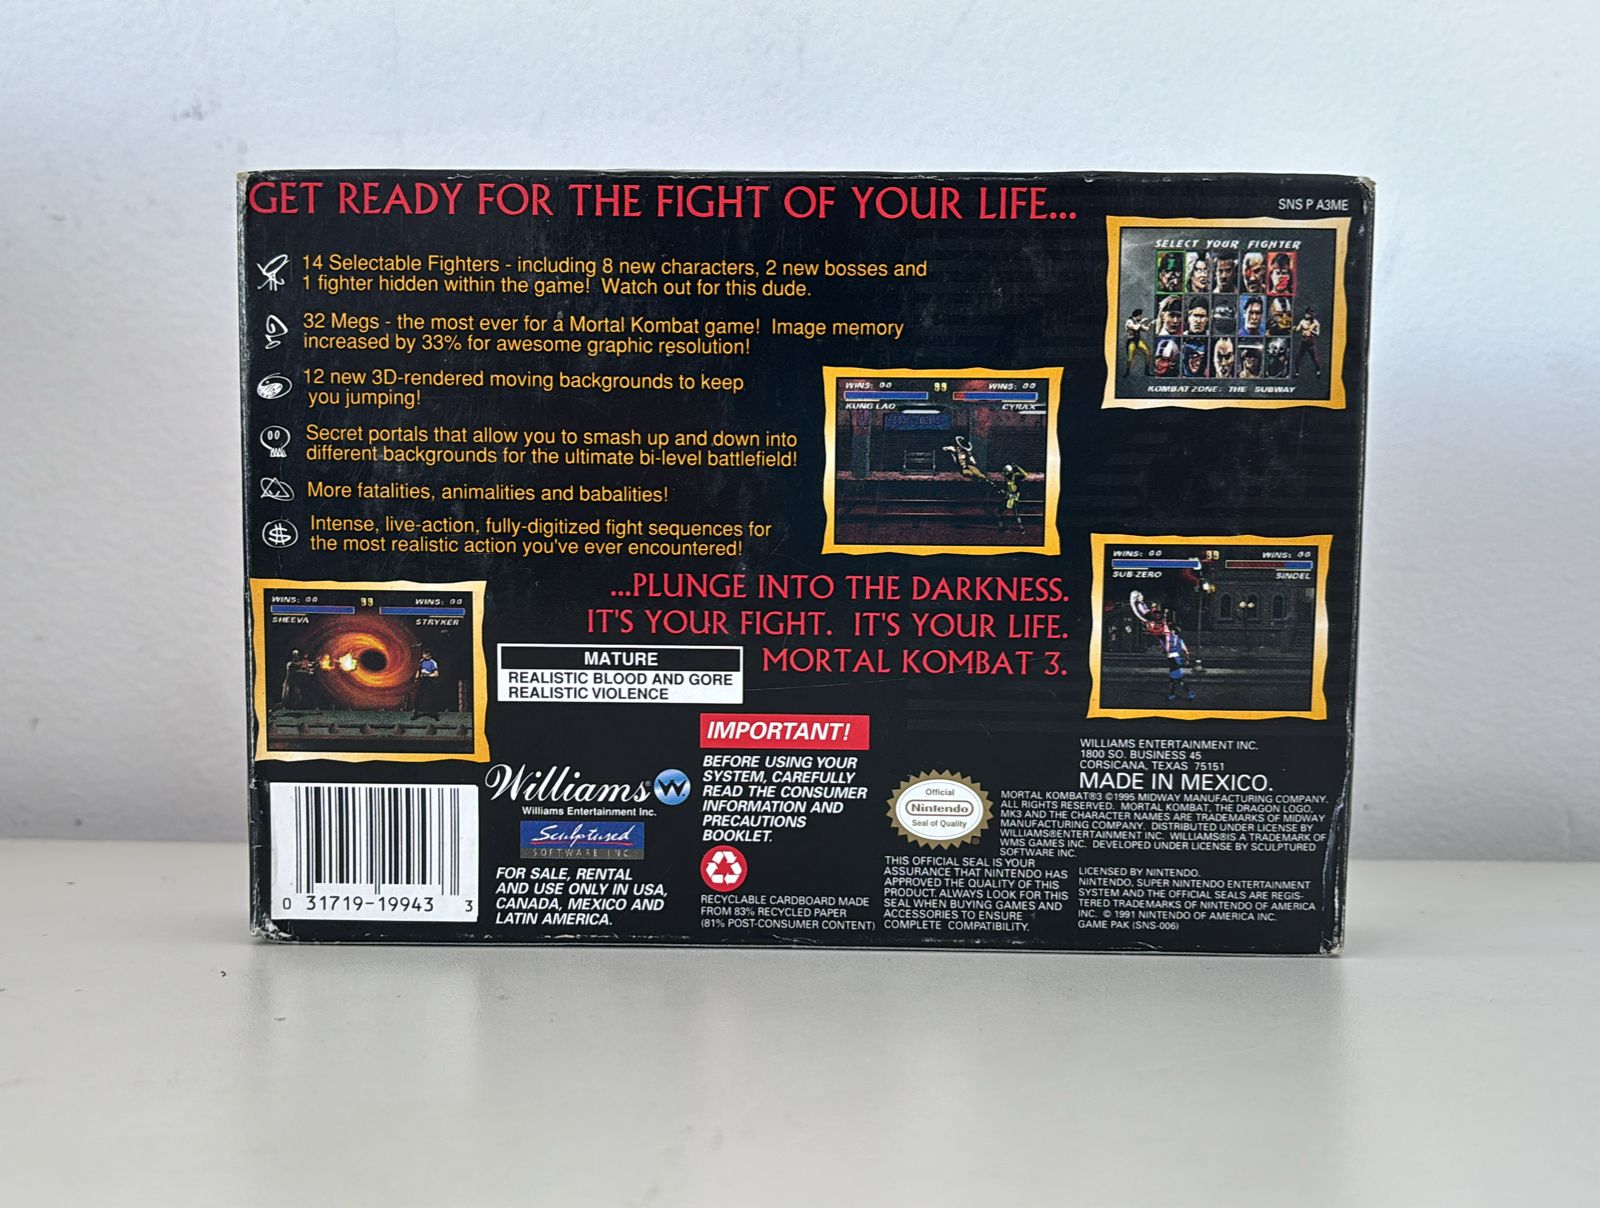 GET READY FOR THE FIGHT OF YOUR LIFE...
SNS P A3ME
14 Selectable Fighters - including 8 new characters, 2 new bosses and
1 fighter hidden within the game!  Watch out for this dude.
32 Megs - the most ever for a Mortal Kombat game!  Image memory
increased by 33% for awesome graphic resolution!
12 new 3D-rendered moving backgrounds to keep
you jumping!
Secret portals that allow you to smash up and down into
different backgrounds for the ultimate bi-level battlefield!
More fatalities, animalities and babalities!
Intense, live-action, fully-digitized fight sequences for
the most realistic action you've ever encountered!
SELECT YOUR FIGHTER
KOMBAT ZONE: THE SUBWAY
WINS: 00 99 WINS: 00
KUNG LAO CYRAX
WINS: 00 99 WINS: 00
SUB-ZERO SINDEL
WINS: 00 99 WINS: 00
SHEEVA STRYKER
...PLUNGE INTO THE DARKNESS.
IT'S YOUR FIGHT.  IT'S YOUR LIFE.
MORTAL KOMBAT 3.
MATURE
REALISTIC BLOOD AND GORE
REALISTIC VIOLENCE
Williams® W
Williams Entertainment Inc.
Sculptured
SOFTWARE INC.
FOR SALE, RENTAL
AND USE ONLY IN USA,
CANADA, MEXICO AND
LATIN AMERICA.
0 31719-19943 3
IMPORTANT!
BEFORE USING YOUR
SYSTEM, CAREFULLY
READ THE CONSUMER
INFORMATION AND
PRECAUTIONS
BOOKLET.
RECYCLABLE CARDBOARD MADE
FROM 83% RECYCLED PAPER
(81% POST-CONSUMER CONTENT)
Official
Nintendo
Seal of Quality
®
THIS OFFICIAL SEAL IS YOUR
ASSURANCE THAT NINTENDO HAS
APPROVED THE QUALITY OF THIS
PRODUCT. ALWAYS LOOK FOR THIS
SEAL WHEN BUYING GAMES AND
ACCESSORIES TO ENSURE
COMPLETE COMPATIBILITY.
WILLIAMS ENTERTAINMENT INC.
1800 SO. BUSINESS 45
CORSICANA, TEXAS  75151
MADE IN MEXICO.
MORTAL KOMBAT®3 ©1995 MIDWAY MANUFACTURING COMPANY.
ALL RIGHTS RESERVED.  MORTAL KOMBAT, THE DRAGON LOGO,
MK3 AND THE CHARACTER NAMES ARE TRADEMARKS OF MIDWAY
MANUFACTURING COMPANY.  DISTRIBUTED UNDER LICENSE BY
WILLIAMS®ENTERTAINMENT INC. WILLIAMS®IS A TRADEMARK OF
WMS GAMES INC.  DEVELOPED UNDER LICENSE BY SCULPTURED
SOFTWARE INC.
LICENSED BY NINTENDO.
NINTENDO, SUPER NINTENDO ENTERTAINMENT
SYSTEM AND THE OFFICIAL SEALS ARE REGIS-
TERED TRADEMARKS OF NINTENDO OF AMERICA
INC.  © 1991 NINTENDO OF AMERICA INC.
GAME PAK (SNS-006)